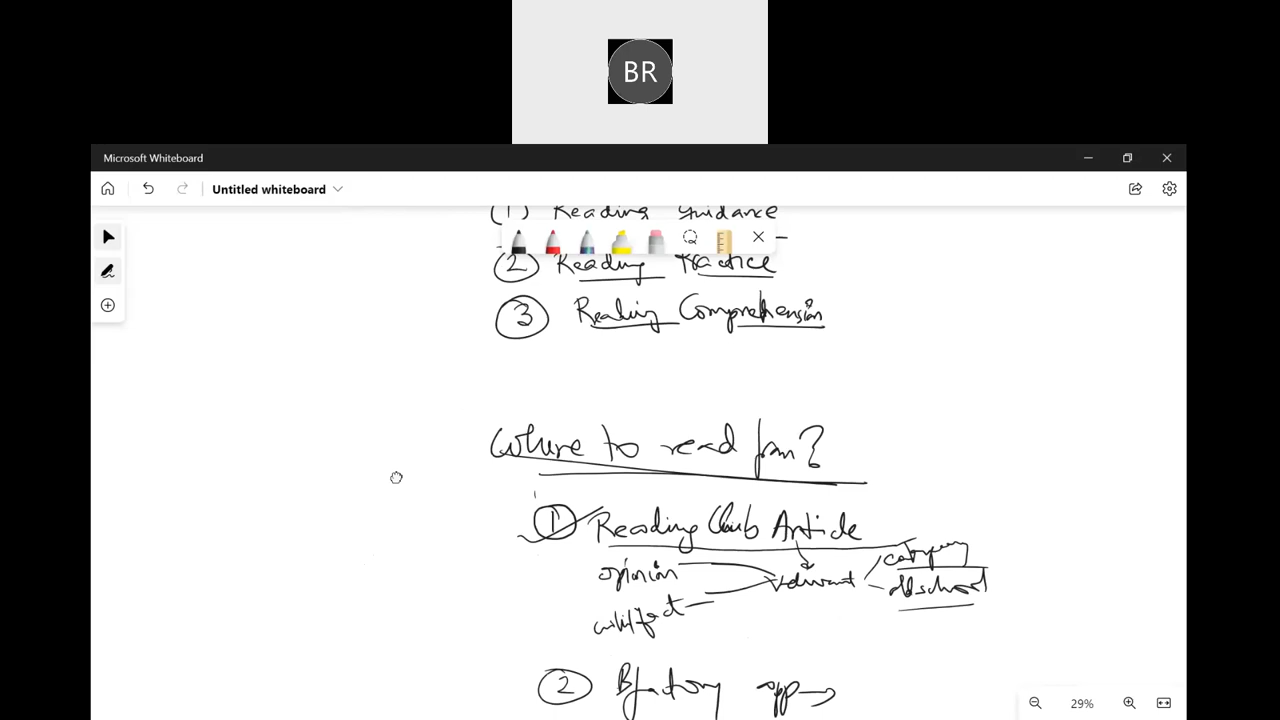 BR
Microsoft Whiteboard
Untitled whiteboard
(1) Reading Guidance
(2) Reading Practice
(3) Reading Comprehension
Where to read from?
(1) Reading Club Article
opinion
relevant
category
(2) Bfactory app →
29%